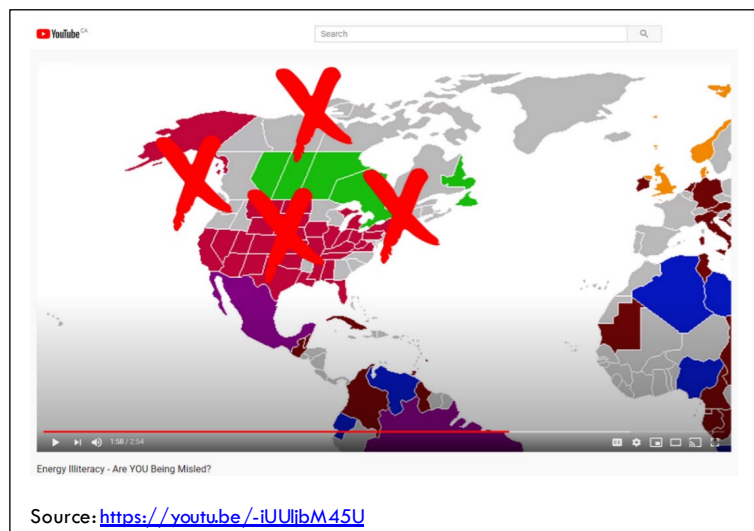 YouTube CA
Search
1:58 / 2:54
Energy Illiteracy - Are YOU Being Misled?
Source: https://youtu.be/-iUUljbM45U